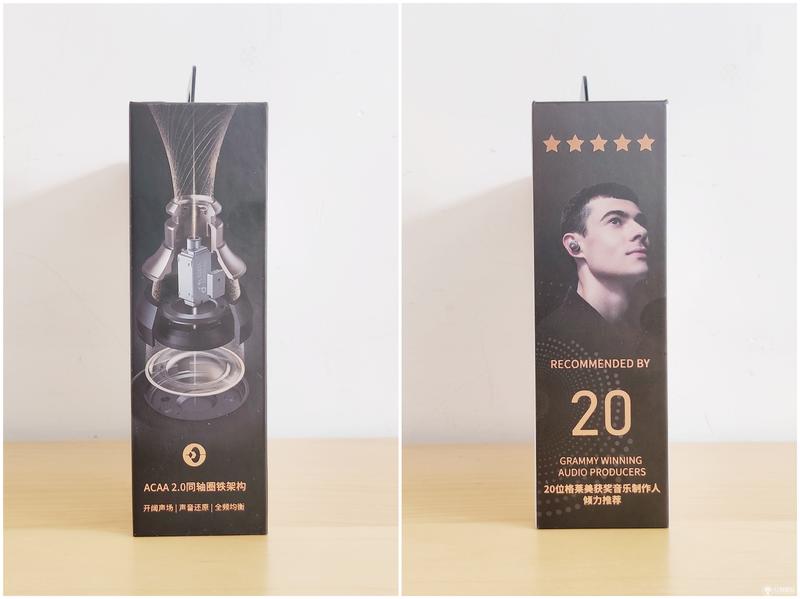 ACAA 2.0同轴圈铁架构
开阔声场 | 声音还原 | 全频均衡
RECOMMENDED BY
20
GRAMMY WINNING
AUDIO PRODUCERS
20位格莱美获奖音乐制作人
倾力推荐